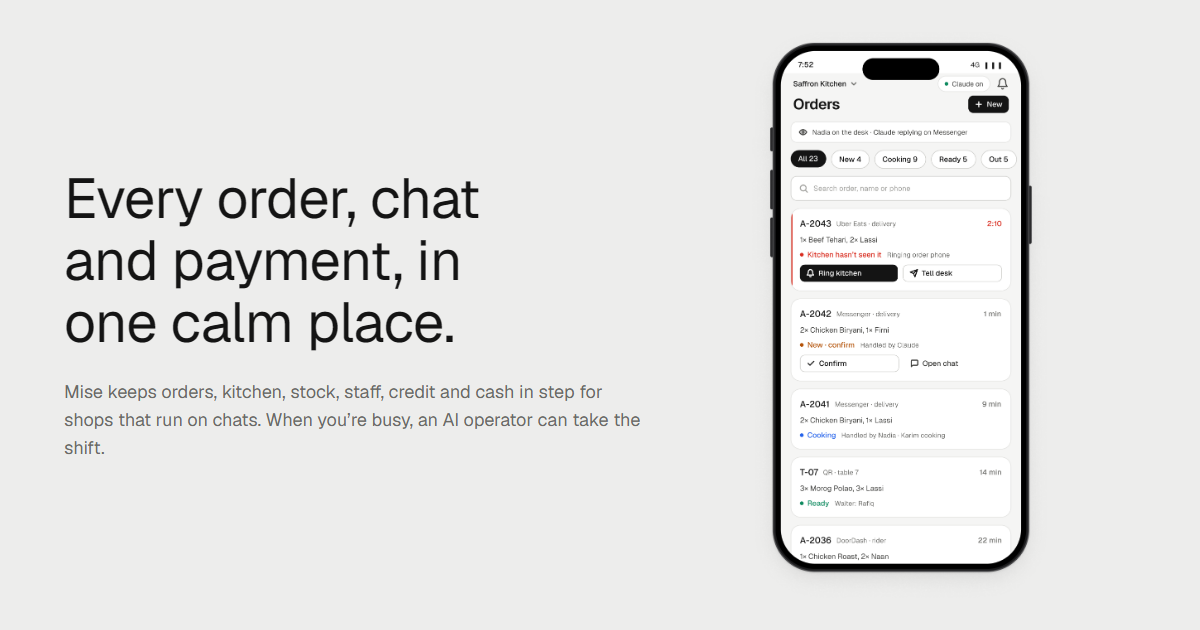 Every order, chat
and payment, in
one calm place.
Mise keeps orders, kitchen, stock, staff, credit and cash in step for
shops that run on chats. When you’re busy, an AI operator can take the
shift.
7:52
4G
Saffron Kitchen
Claude on
Orders
+ New
Nadia on the desk · Claude replying on Messenger
All 23
New 4
Cooking 9
Ready 5
Out 5
Search order, name or phone
A-2043 Uber Eats · delivery 2:10
1× Beef Tehari, 2× Lassi
Kitchen hasn't seen it Ringing order phone
Ring kitchen
Tell desk
A-2042 Messenger · delivery 1 min
2× Chicken Biryani, 1× Firni
New · confirm Handled by Claude
Confirm
Open chat
A-2041 Messenger · delivery 9 min
2× Chicken Biryani, 1× Lassi
Cooking Handled by Nadia · Karim cooking
T-07 QR · table 7 14 min
3× Morog Polao, 3× Lassi
Ready Waiter: Rafiq
A-2036 DoorDash · rider 22 min
1× Chicken Roast, 2× Naan